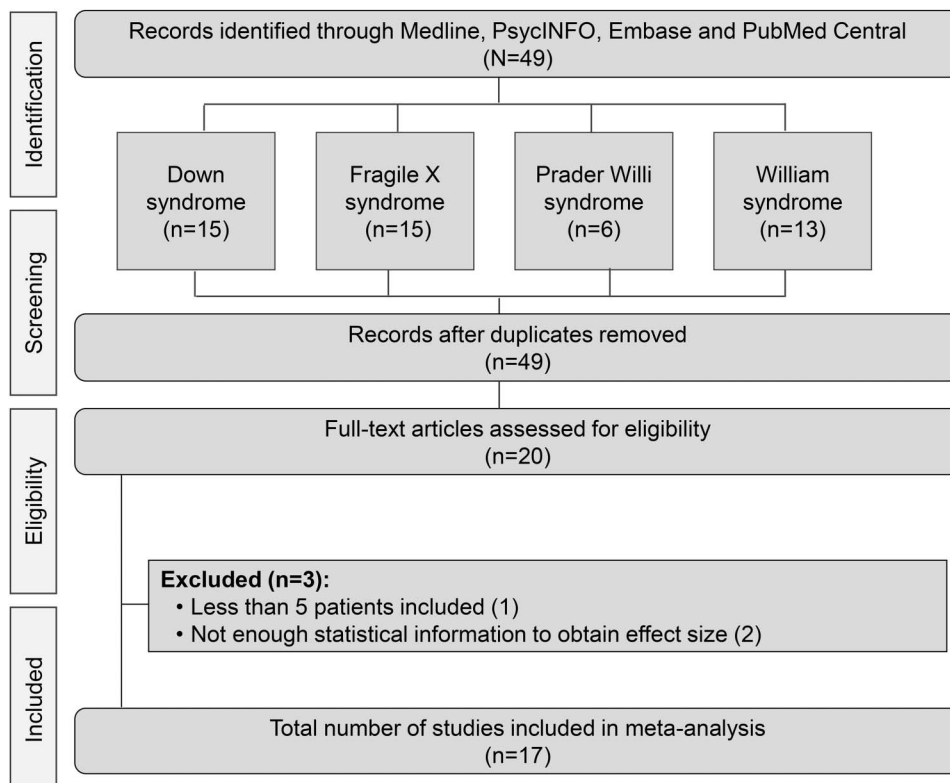 Identification
Records identified through Medline, PsycINFO, Embase and PubMed Central
(N=49)
Down
syndrome
(n=15)
Fragile X
syndrome
(n=15)
Prader Willi
syndrome
(n=6)
William
syndrome
(n=13)
Screening
Records after duplicates removed
(n=49)
Eligibility
Full-text articles assessed for eligibility
(n=20)
Excluded (n=3):
• Less than 5 patients included (1)
• Not enough statistical information to obtain effect size (2)
Included
Total number of studies included in meta-analysis
(n=17)